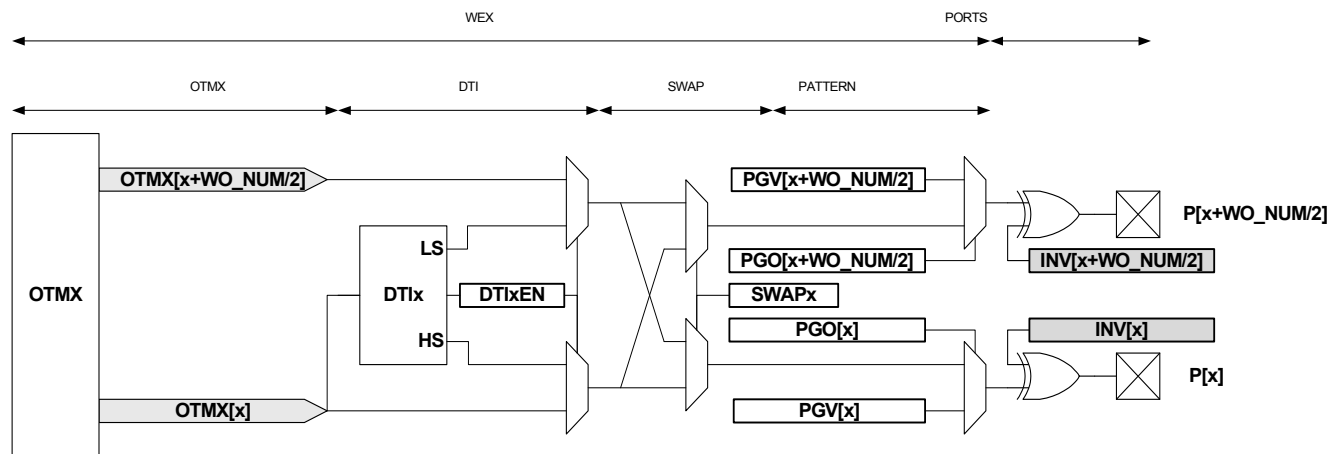 WEX PORTS
OTMX DTI SWAP PATTERN
OTMX[x+WO_NUM/2] PGV[x+WO_NUM/2]
P[x+WO_NUM/2]
LS PGO[x+WO_NUM/2] INV[x+WO_NUM/2]
OTMX DTIx DTIxEN SWAPx
HS PGO[x] INV[x]
P[x]
OTMX[x] PGV[x]